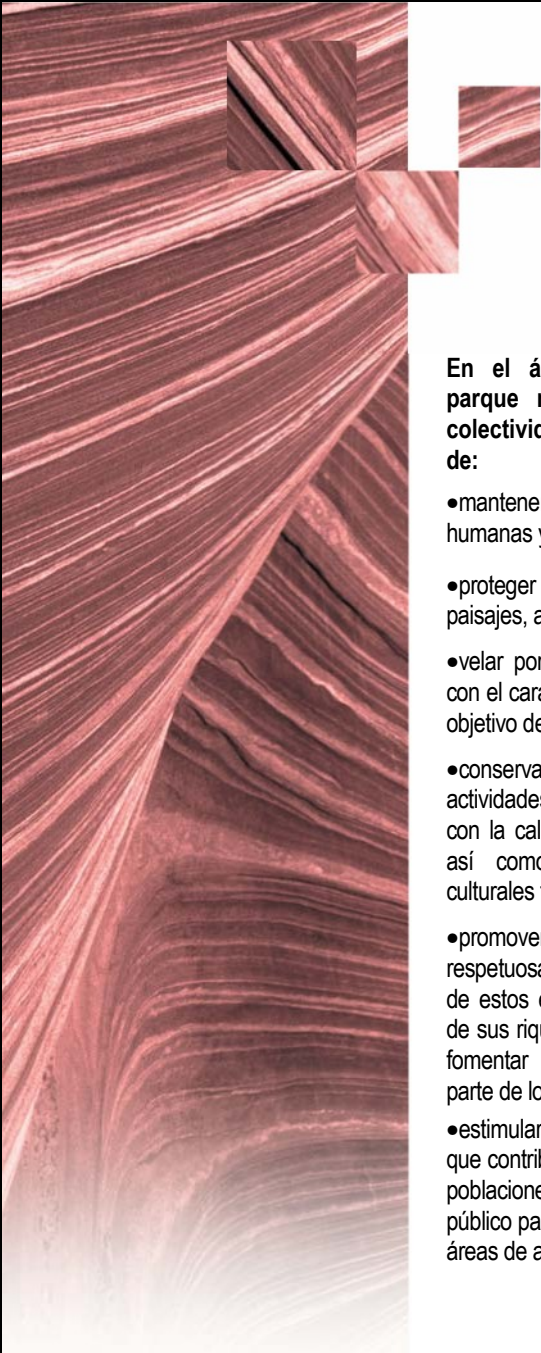 En el á
parque
colectivid
de:
•mantene
humanas y
•proteger
paisajes, a
•velar por
con el cará
objetivo de
•conserva
actividades
con la cal
así como
culturales
•promover
respetuosa
de estos
de sus riqu
fomentar
parte de lo
•estimular
que contrib
poblacione
público pa
áreas de a